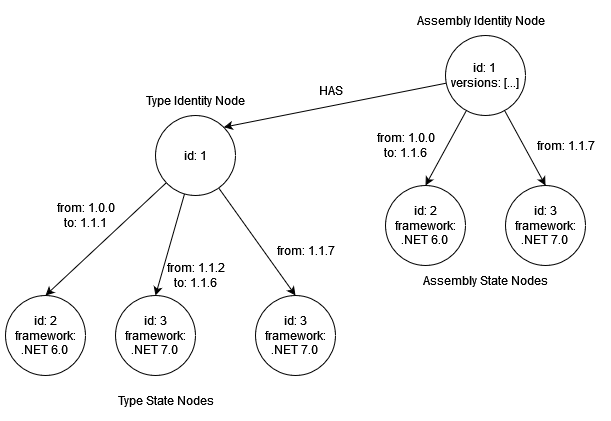 Assembly Identity Node
id: 1
versions: [...]
HAS
Type Identity Node
id: 1
from: 1.0.0
to: 1.1.6
from: 1.1.7
from: 1.0.0
to: 1.1.1
id: 2
framework:
.NET 6.0
id: 3
framework:
.NET 7.0
from: 1.1.7
from: 1.1.2
to: 1.1.6
Assembly State Nodes
id: 2
framework:
.NET 6.0
id: 3
framework:
.NET 7.0
id: 3
framework:
.NET 7.0
Type State Nodes